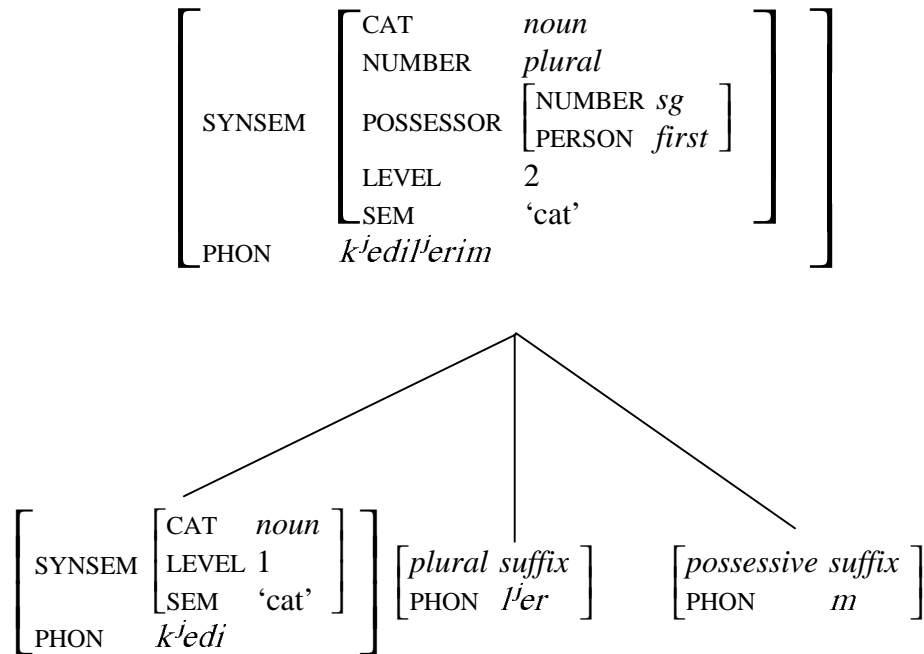 CAT noun
NUMBER plural
NUMBER sg
SYNSEM POSSESSOR
PERSON first
LEVEL 2
SEM ‘cat’
PHON kʲedilʲerim
CAT noun
SYNSEM LEVEL 1
SEM ‘cat’
PHON kʲedi
plural suffix
PHON lʲer
possessive suffix
PHON m